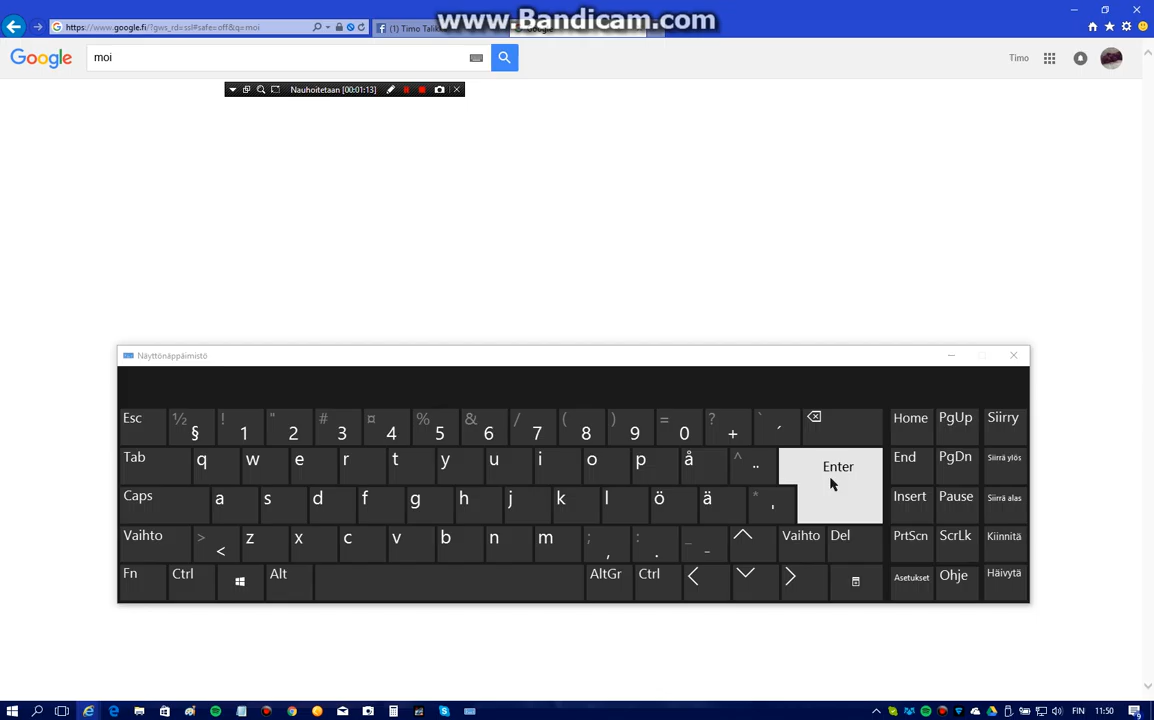 www.Bandicam.com
https://www.google.fi/?gws_rd=ssl#safe=off&q=moi
(1) Timo Talik
Google
Google moi Timo
Nauhoitetaan [00:01:13]
Näyttönäppäimistö
Esc ½ § ! 1 " 2 # 3 ¤ 4 % 5 & 6 / 7 ( 8 ) 9 = 0 ? + ` ´ Home PgUp Siirry
Tab q w e r t y u i o p å ^ ¨ Enter End PgDn Siirrä ylös
Caps a s d f g h j k l ö ä * ' Insert Pause Siirrä alas
Vaihto > < z x c v b n m ; , : . _ - Vaihto Del PrtScn ScrLk Kiinnitä
Fn Ctrl Alt AltGr Ctrl Asetukset Ohje Häivytä
FIN 11:50 9